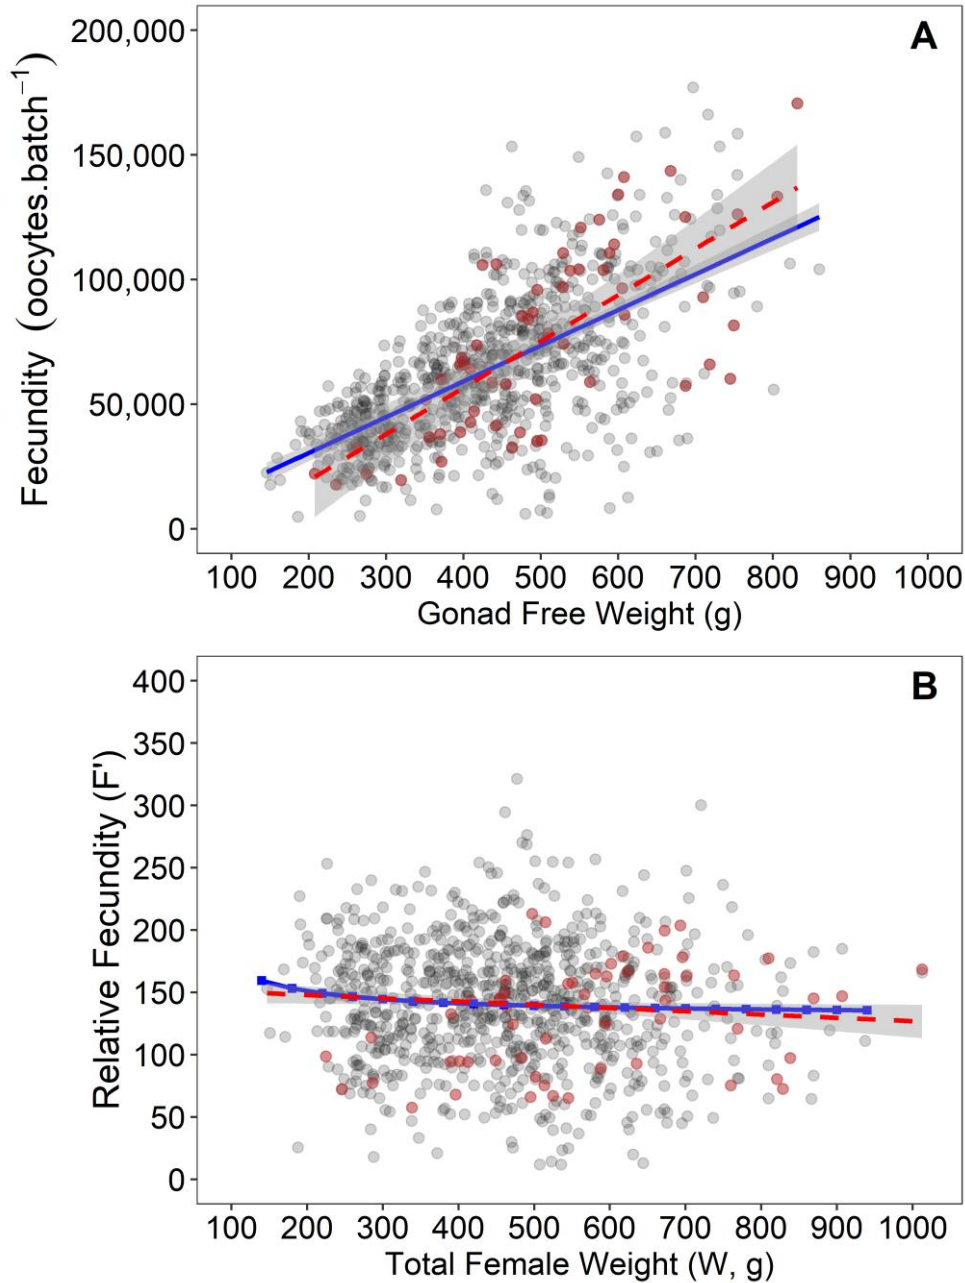 A
Fecundity (oocytes.batch⁻¹)
200,000
150,000
100,000
50,000
0
100 200 300 400 500 600 700 800 900 1000
Gonad Free Weight (g)
B
Relative Fecundity (F')
400
350
300
250
200
150
100
50
0
100 200 300 400 500 600 700 800 900 1000
Total Female Weight (W, g)